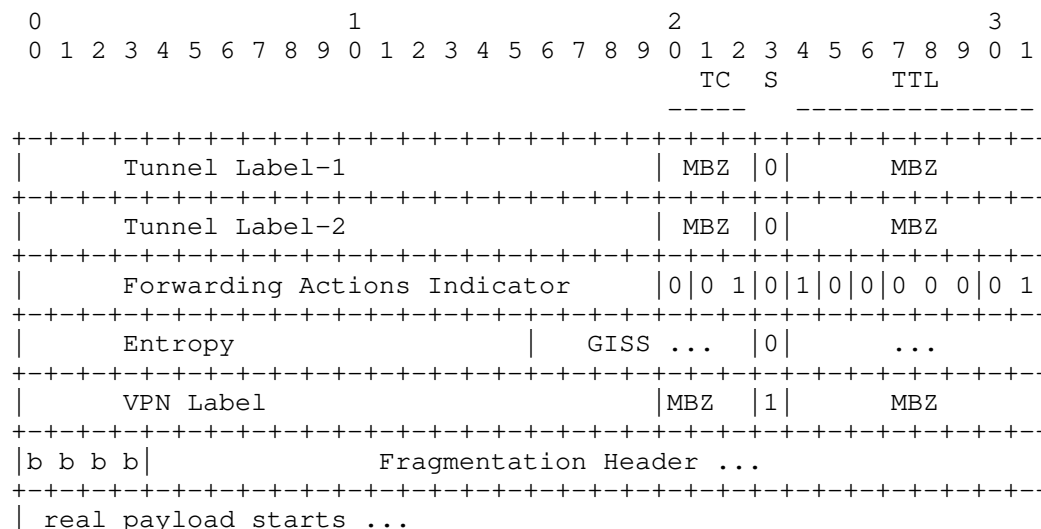 0                   1                   2                   3
 0 1 2 3 4 5 6 7 8 9 0 1 2 3 4 5 6 7 8 9 0 1 2 3 4 5 6 7 8 9 0 1
                                          TC  S       TTL
                                        -----  ---------------
+-+-+-+-+-+-+-+-+-+-+-+-+-+-+-+-+-+-+-+-+-+-+-+-+-+-+-+-+-+-+-+--
|      Tunnel Label-1                   | MBZ |0|      MBZ
+-+-+-+-+-+-+-+-+-+-+-+-+-+-+-+-+-+-+-+-+-+-+-+-+-+-+-+-+-+-+-+--
|      Tunnel Label-2                   | MBZ |0|      MBZ
+-+-+-+-+-+-+-+-+-+-+-+-+-+-+-+-+-+-+-+-+-+-+-+-+-+-+-+-+-+-+-+--
|      Forwarding Actions Indicator     |0|0 1|0|1|0|0|0 0 0|0 1
+-+-+-+-+-+-+-+-+-+-+-+-+-+-+-+-+-+-+-+-+-+-+-+-+-+-+-+-+-+-+-+--
|      Entropy                  |   GISS ...  |0|      ...
+-+-+-+-+-+-+-+-+-+-+-+-+-+-+-+-+-+-+-+-+-+-+-+-+-+-+-+-+-+-+-+--
|      VPN Label                        |MBZ  |1|      MBZ
+-+-+-+-+-+-+-+-+-+-+-+-+-+-+-+-+-+-+-+-+-+-+-+-+-+-+-+-+-+-+-+--
|b b b b|              Fragmentation Header ...
+-+-+-+-+-+-+-+-+-+-+-+-+-+-+-+-+-+-+-+-+-+-+-+-+-+-+-+-+-+-+-+--
| real payload starts ...